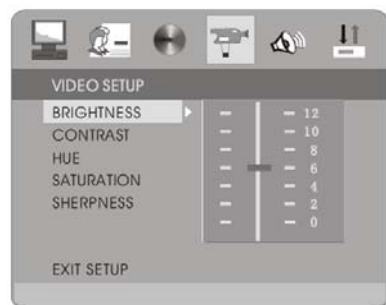 VIDEO SETUP
BRIGHTNESS
CONTRAST
HUE
SATURATION
SHERPNESS
12
10
8
6
4
2
0
EXIT SETUP